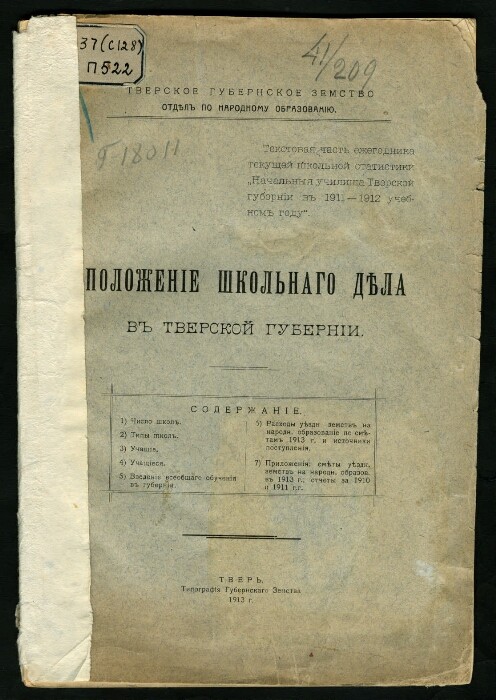 37(С128)
П522
41/209
ТВЕРСКОЕ ГУБЕРНСКОЕ ЗЕМСТВО
ОТДѢЛЪ ПО НАРОДНОМУ ОБРАЗОВАНІЮ.
Г18011
Текстовая часть ежегодника
текущей школьной статистики
„Начальныя училища Тверской
губерніи въ 1911—1912 учеб-
номъ году“.
ПОЛОЖЕНІЕ ШКОЛЬНАГО ДѢЛА
ВЪ ТВЕРСКОЙ ГУБЕРНІИ.
СОДЕРЖАНІЕ.
1) Число школъ.
2) Типы школъ.
3) Учащіе.
4) Учащіеся.
5) Введеніе всеобщаго обученія
въ губерніи.
6) Расходы уѣздн. земствъ на
народн. образованіе по смѣ-
тамъ 1913 г. и источники
поступленія.
7) Приложенія: смѣты уѣздн.
земствъ на народн. образов.
въ 1913 г.; отчеты за 1910
и 1911 г.г.
ТВЕРЬ.
Типографія Губернскаго Земства
1913 г.